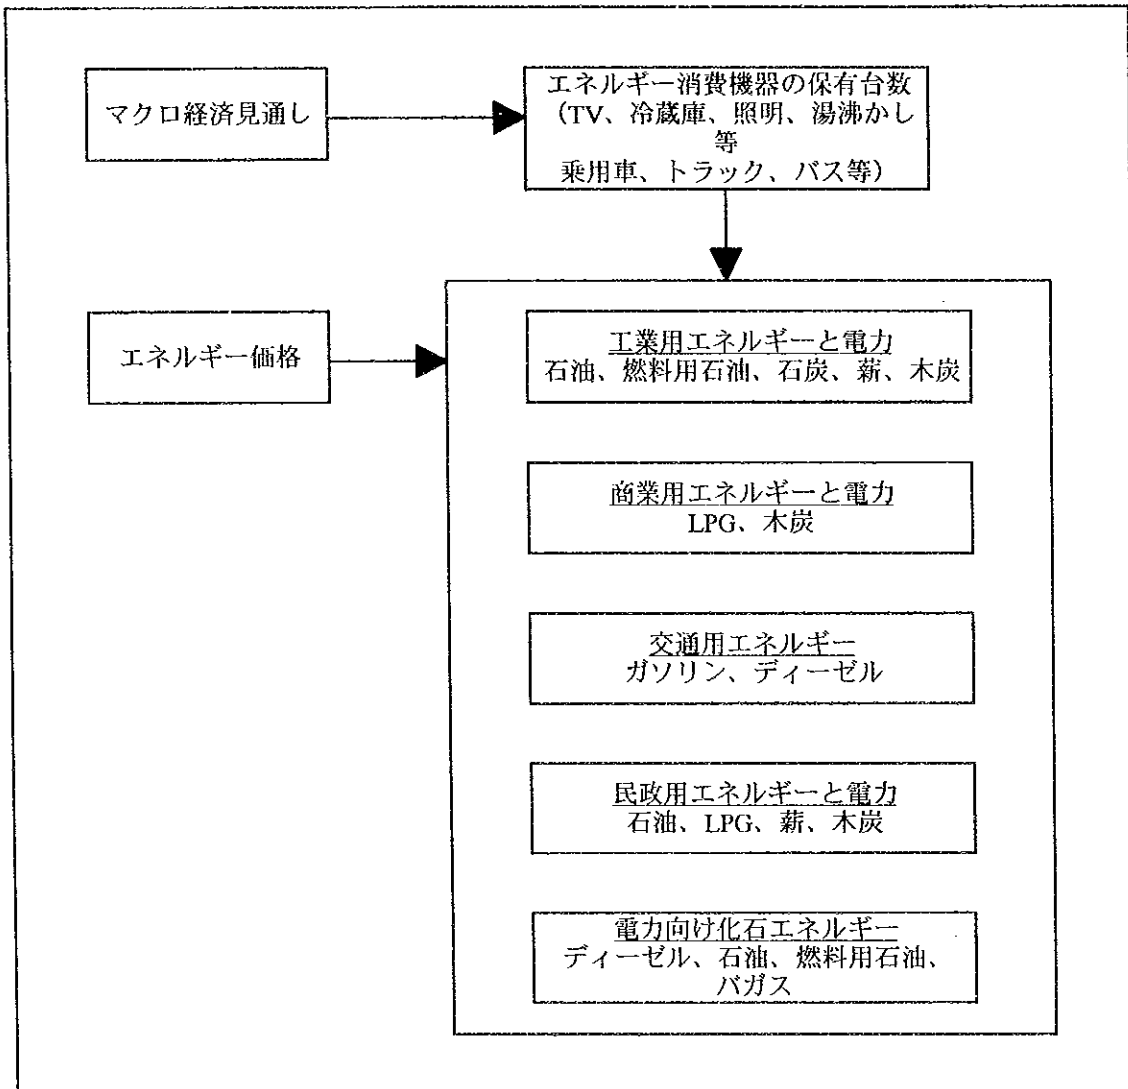 マクロ経済見通し
エネルギー消費機器の保有台数
（TV、冷蔵庫、照明、湯沸かし
等
乗用車、トラック、バス等）
エネルギー価格
工業用エネルギーと電力
石油、燃料用石油、石炭、薪、木炭
商業用エネルギーと電力
LPG、木炭
交通用エネルギー
ガソリン、ディーゼル
民政用エネルギーと電力
石油、LPG、薪、木炭
電力向け化石エネルギー
ディーゼル、石油、燃料用石油、
バガス